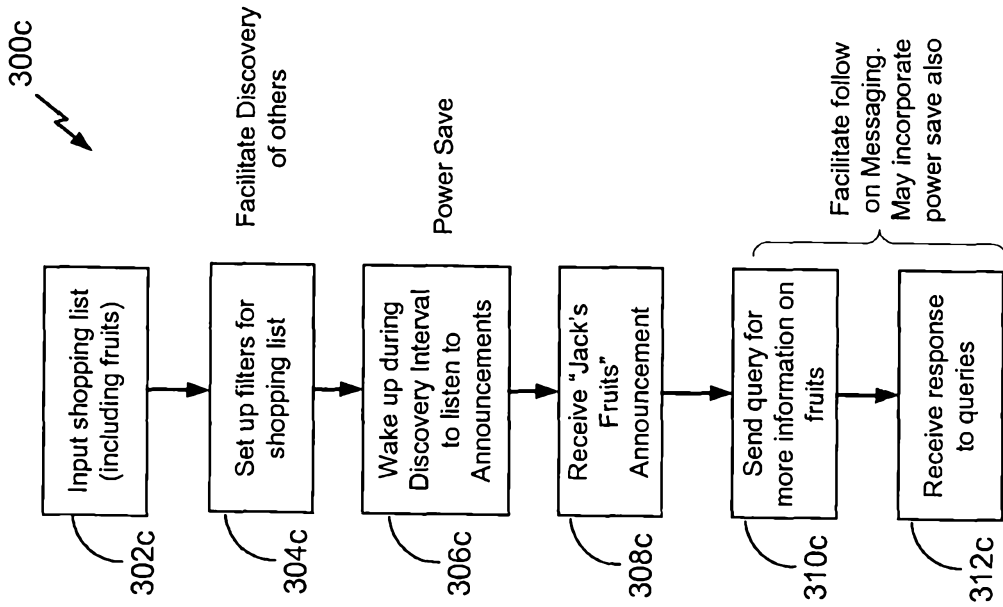 300c
Input shopping list
(including fruits)
302c
Set up filters for
shopping list
304c
Facilitate Discovery
of others
Wake up during
Discovery Interval
to listen to
Announcements
306c
Power Save
Receive “Jack’s
Fruits”
Announcement
308c
Send query for
more information on
fruits
310c
Receive response
to queries
312c
Facilitate follow
on Messaging.
May incorporate
power save also